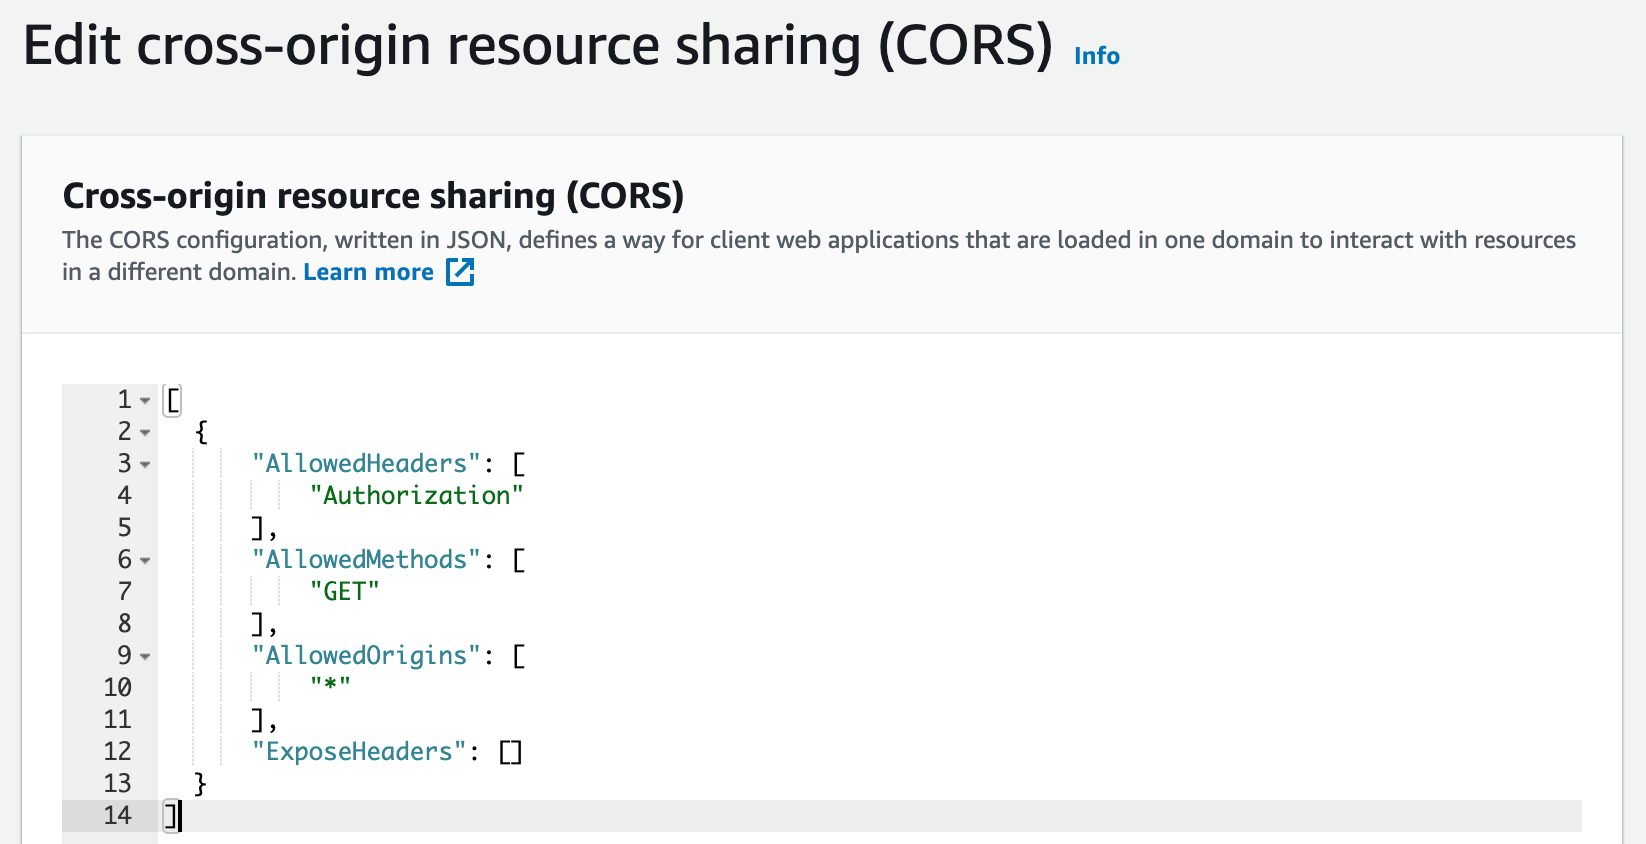 Edit cross-origin resource sharing (CORS) Info
Cross-origin resource sharing (CORS)
The CORS configuration, written in JSON, defines a way for client web applications that are loaded in one domain to interact with resources
in a different domain. Learn more
1 [
2 {
3 "AllowedHeaders": [
4 "Authorization"
5 ],
6 "AllowedMethods": [
7 "GET"
8 ],
9 "AllowedOrigins": [
10 "*"
11 ],
12 "ExposeHeaders": []
13 }
14 ]